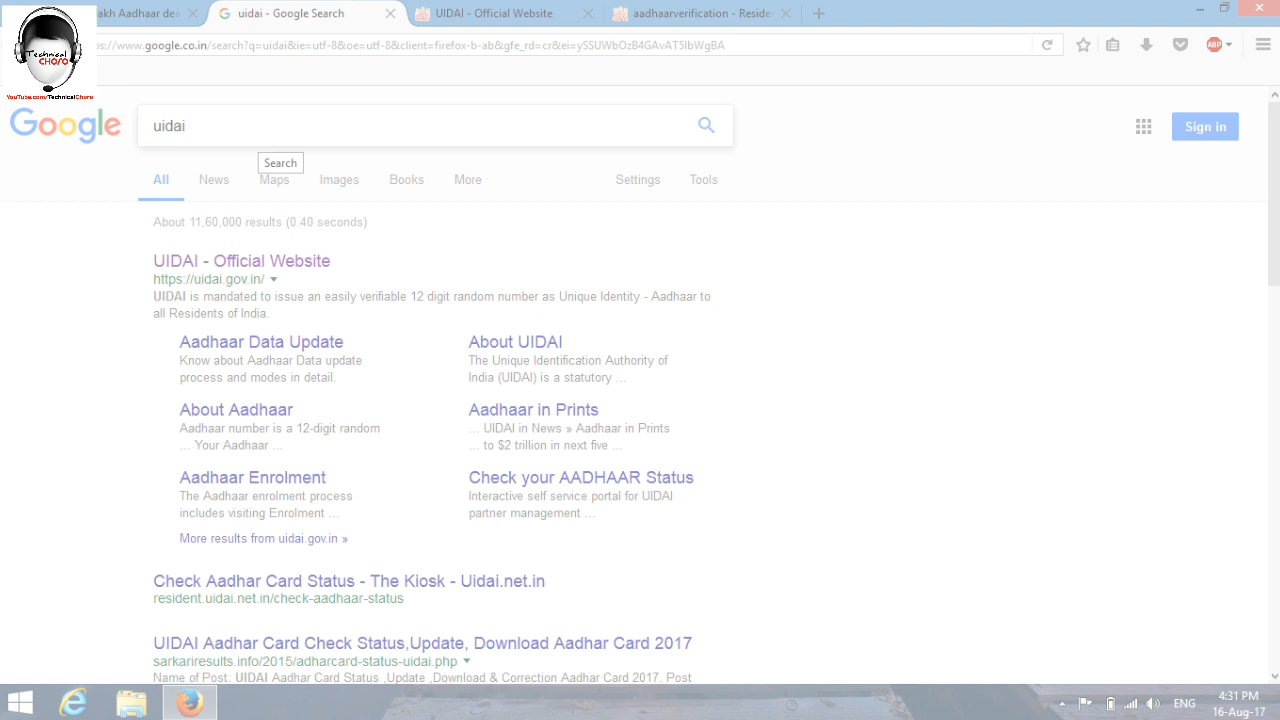 akh Aadhaar de
uidai - Google Search
UIDAI - Official Website
aadhaarverification - Reside
s://www.google.co.in/search?q=uidai&ie=utf-8&oe=utf-8&client=firefox-b-ab&gfe_rd=cr&ei=ySSUWbOzB4GAvAT5IbWgBA
ABP
Technical
CHORO
YouTube.com/TechnicalChoro
Google
uidai
Sign in
Search
All
News
Maps
Images
Books
More
Settings
Tools
About 11,60,000 results (0.40 seconds)
UIDAI - Official Website
https://uidai.gov.in/
UIDAI is mandated to issue an easily verifiable 12 digit random number as Unique Identity - Aadhaar to
all Residents of India.
Aadhaar Data Update
Know about Aadhaar Data update
process and modes in detail.
About UIDAI
The Unique Identification Authority of
India (UIDAI) is a statutory ...
About Aadhaar
Aadhaar number is a 12-digit random
... Your Aadhaar ...
Aadhaar in Prints
... UIDAI in News » Aadhaar in Prints
... to $2 trillion in next five ...
Aadhaar Enrolment
The Aadhaar enrolment process
includes visiting Enrolment ...
Check your AADHAAR Status
Interactive self service portal for UIDAI
partner management ...
More results from uidai.gov.in »
Check Aadhar Card Status - The Kiosk - Uidai.net.in
resident.uidai.net.in/check-aadhaar-status
UIDAI Aadhar Card Check Status,Update, Download Aadhar Card 2017
sarkariresults.info/2015/adharcard-status-uidai.php
Name of Post: UIDAI Aadhar Card Status ,Update ,Download & Correction Aadhar Card 2017. Post
ENG
4:31 PM
16-Aug-17